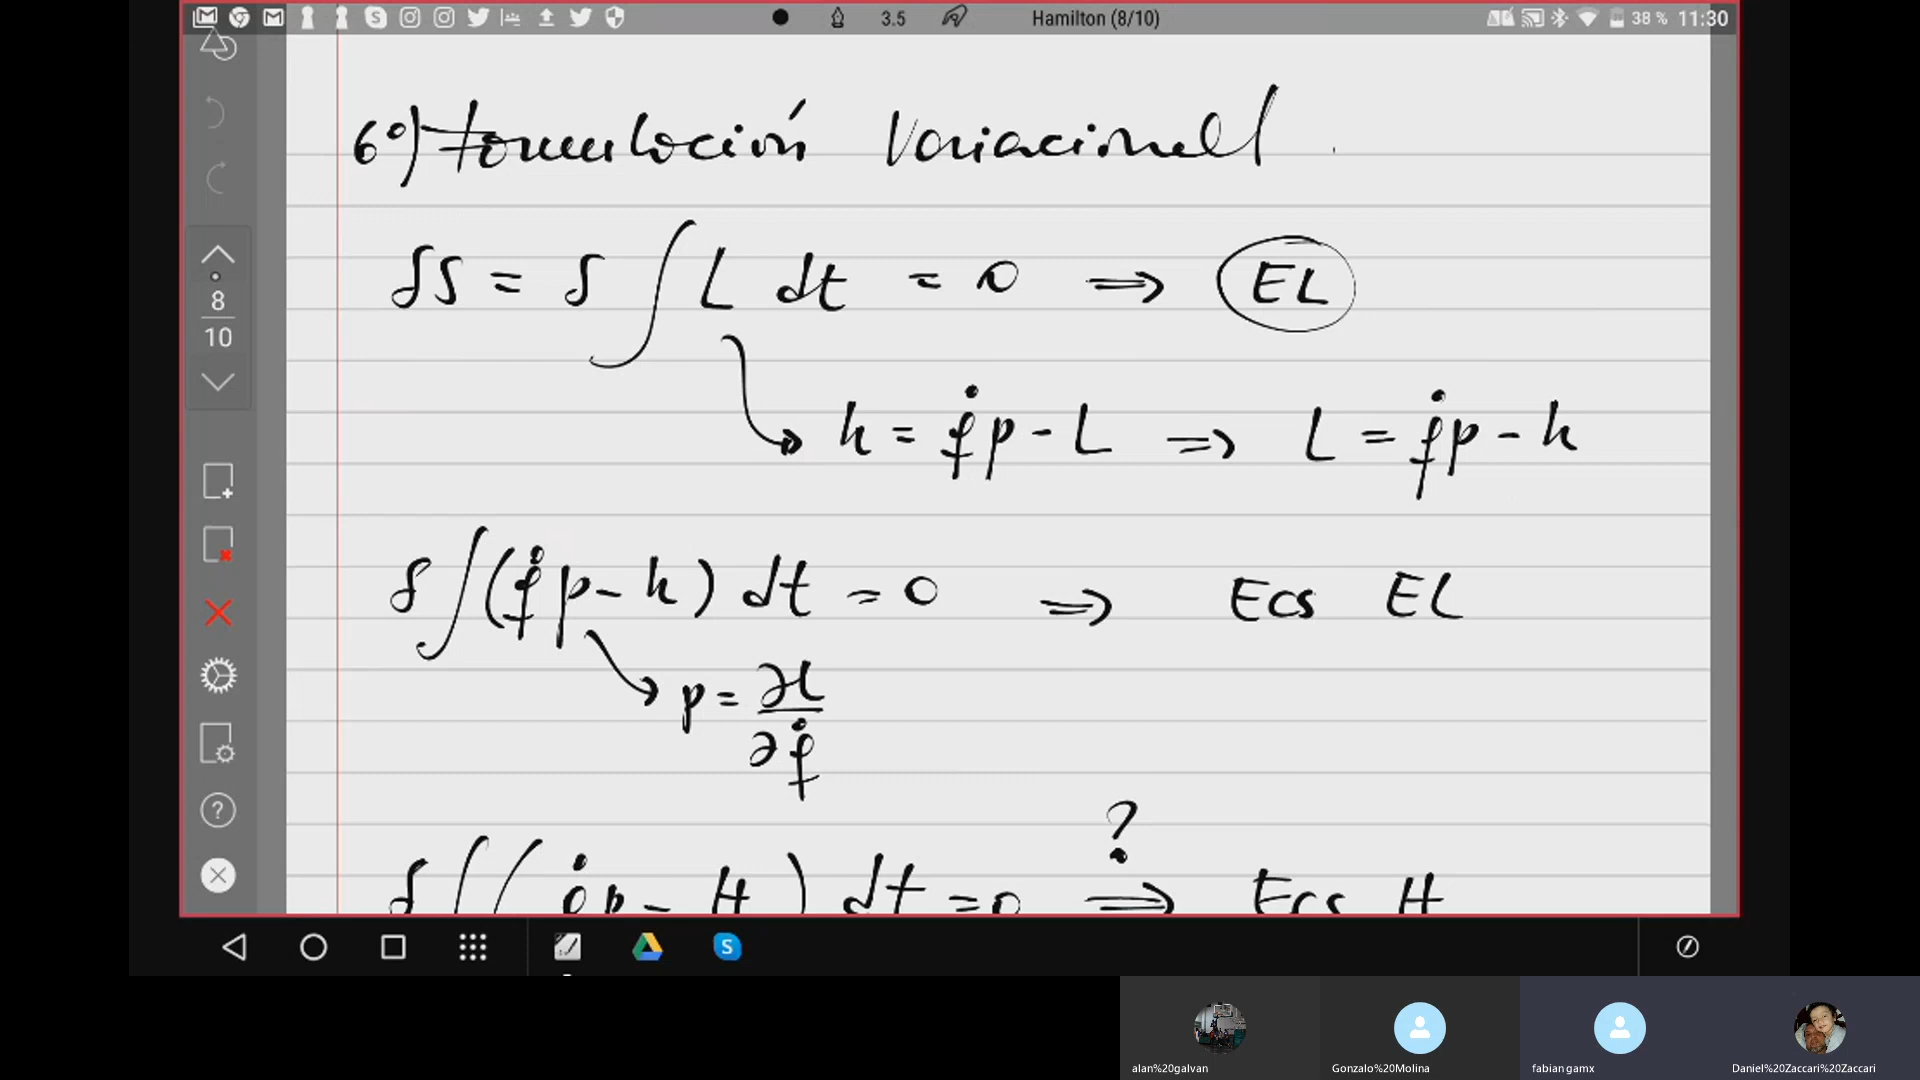 3.5 Hamilton (8/10) 38 % 11:30
6º) Formulación Variacional.
δS = δ ∫ L dt = 0 ⇒ EL
h = q̇p - L ⇒ L = q̇p - h
8
10
δ∫(q̇p - h) dt = 0 ⇒ Ecs EL
p = ∂L/∂q̇
?
δ∫(q̇p - H) dt = 0 ⇒ Ecs H
alan%20galvan
Gonzalo%20Molina
fabian gamx
Daniel%20Zaccari%20Zaccari